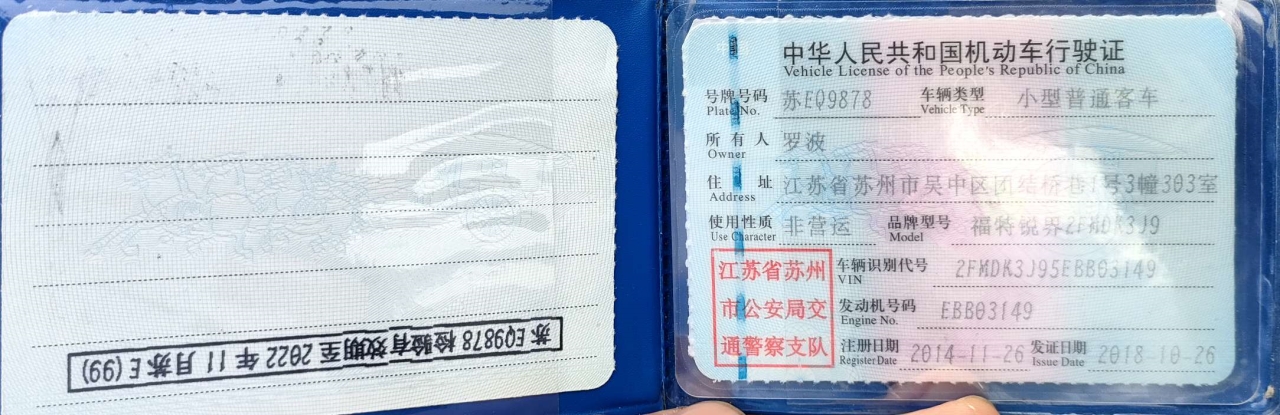 苏EQ9878检验有效期至2022年11月苏E(99)
中华人民共和国机动车行驶证
Vehicle License of the People's Republic of China
号牌号码 苏EQ9878 车辆类型 小型普通客车
Plate No. Vehicle Type
所有人 罗波
Owner
住址 江苏省苏州市吴中区团结桥巷1号3幢303室
Address
使用性质 非营运 品牌型号 福特锐界2FMDK3J9
Use Character Model
江苏省苏州
市公安局交
通警察支队
车辆识别代号 2FMDK3J95EBB03149
VIN
发动机号码 EBB03149
Engine No.
注册日期 2014-11-26 发证日期 2018-10-26
Register Date Issue Date